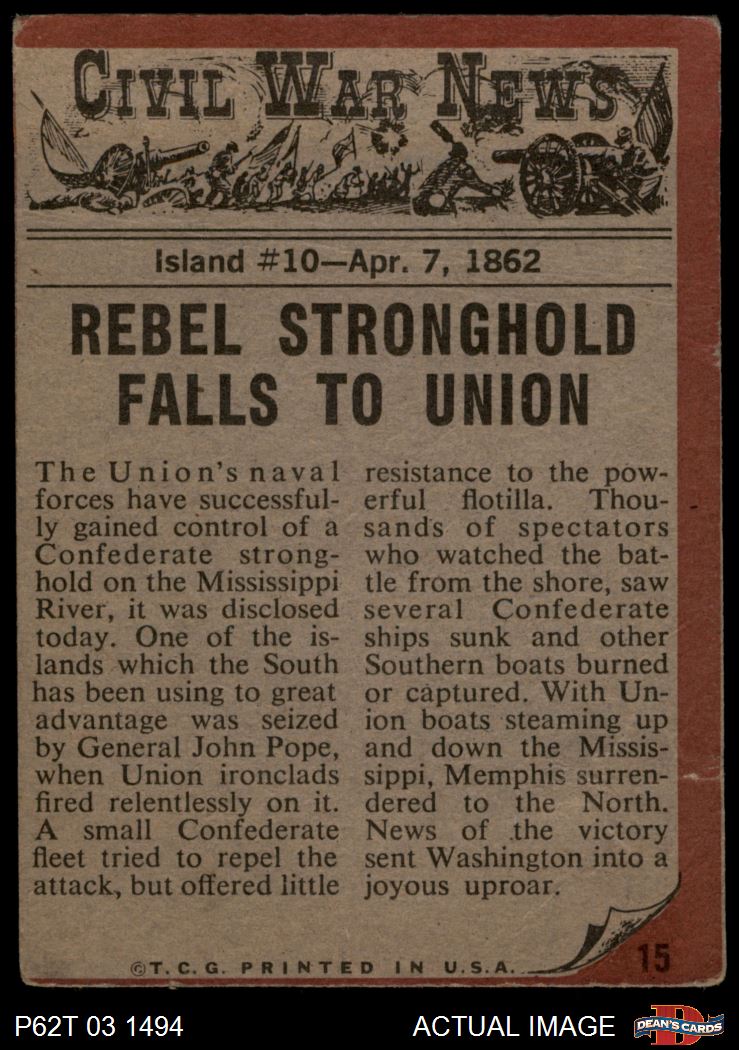 CIVIL WAR NEWS
Island #10—Apr. 7, 1862
REBEL STRONGHOLD
FALLS TO UNION
The Union's naval
forces have successful-
ly gained control of a
Confederate strong-
hold on the Mississippi
River, it was disclosed
today. One of the is-
lands which the South
has been using to great
advantage was seized
by General John Pope,
when Union ironclads
fired relentlessly on it.
A small Confederate
fleet tried to repel the
attack, but offered little
resistance to the pow-
erful flotilla. Thou-
sands of spectators
who watched the bat-
tle from the shore, saw
several Confederate
ships sunk and other
Southern boats burned
or captured. With Un-
ion boats steaming up
and down the Missis-
sippi, Memphis surren-
dered to the North.
News of the victory
sent Washington into a
joyous uproar.
15
©T.C.G. PRINTED IN U.S.A.
P62T 03 1494
ACTUAL IMAGE
D
DEAN'S CARDS